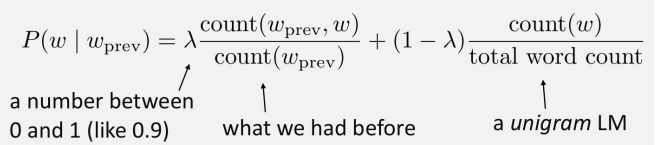 P(w | w_prev) = λ count(w_prev, w) / count(w_prev) + (1 − λ) count(w) / total word count
a number between
0 and 1 (like 0.9)
what we had before
a unigram LM